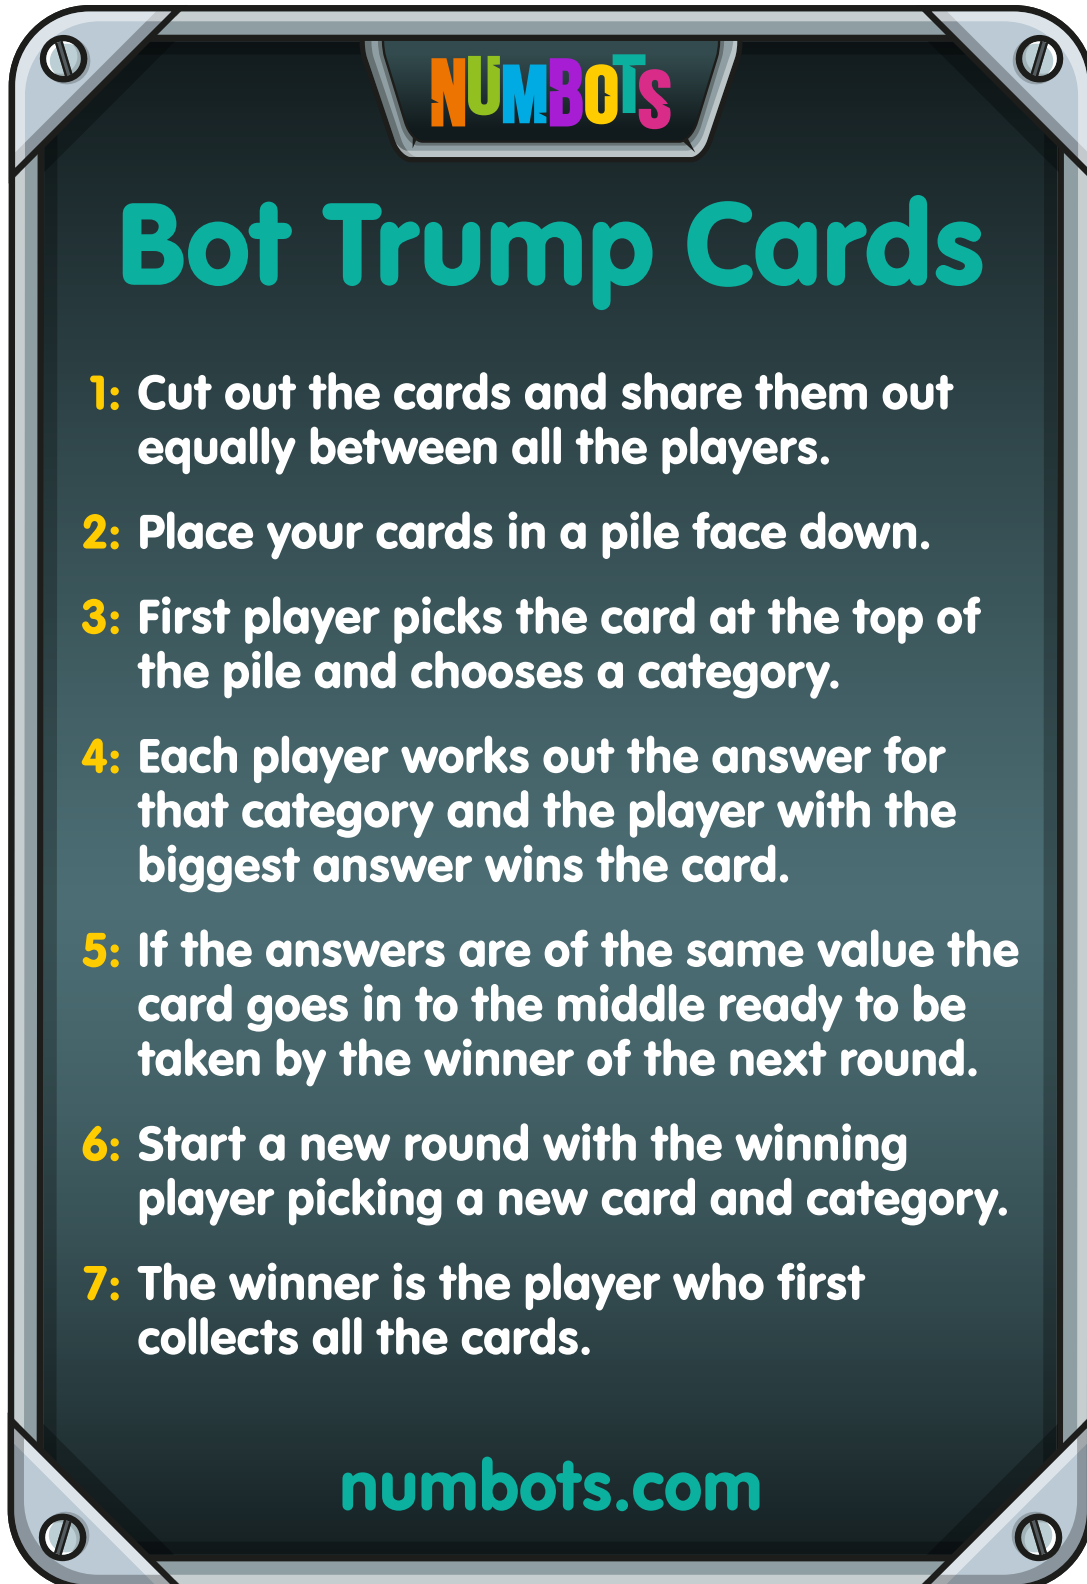 NUMBOTS
Bot Trump Cards
1: Cut out the cards and share them out
equally between all the players.
2: Place your cards in a pile face down.
3: First player picks the card at the top of
the pile and chooses a category.
4: Each player works out the answer for
that category and the player with the
biggest answer wins the card.
5: If the answers are of the same value the
card goes in to the middle ready to be
taken by the winner of the next round.
6: Start a new round with the winning
player picking a new card and category.
7: The winner is the player who first
collects all the cards.
numbots.com